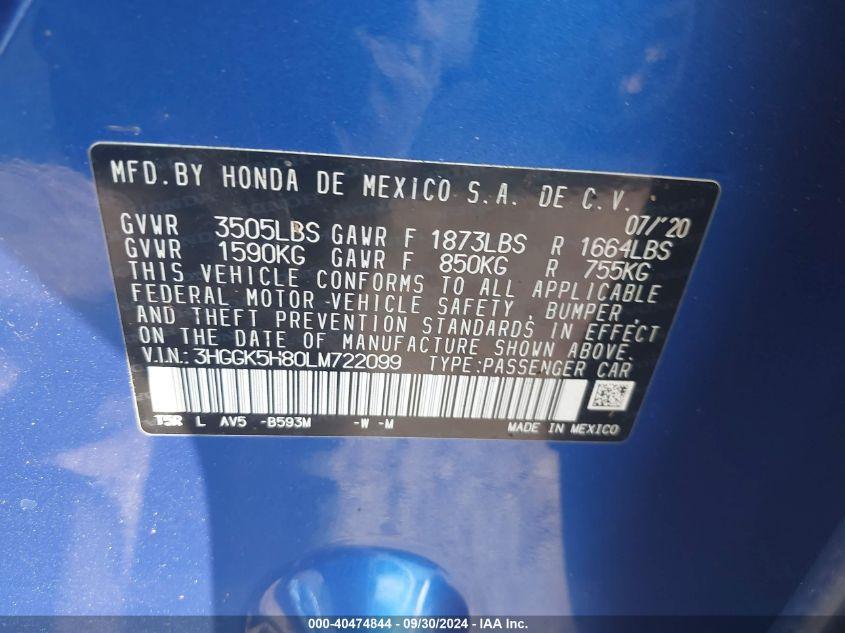 MFD.BY HONDA DE MEXICO S.A. DE C.V.
07/'20
GVWR 3505LBS GAWR F 1873LBS R 1664LBS
GVWR 1590KG GAWR F 850KG R 755KG
THIS VEHICLE CONFORMS TO ALL APPLICABLE
FEDERAL MOTOR VEHICLE SAFETY, BUMPER,
AND THEFT PREVENTION STANDARDS IN EFFECT
ON THE DATE OF MANUFACTURE SHOWN ABOVE.
V.I.N.: 3HGGK5H80LM722099 TYPE:PASSENGER CAR
T5R L AV5 -B593M -W -M MADE IN MEXICO
000-40474844 - 09/30/2024 - IAA Inc.